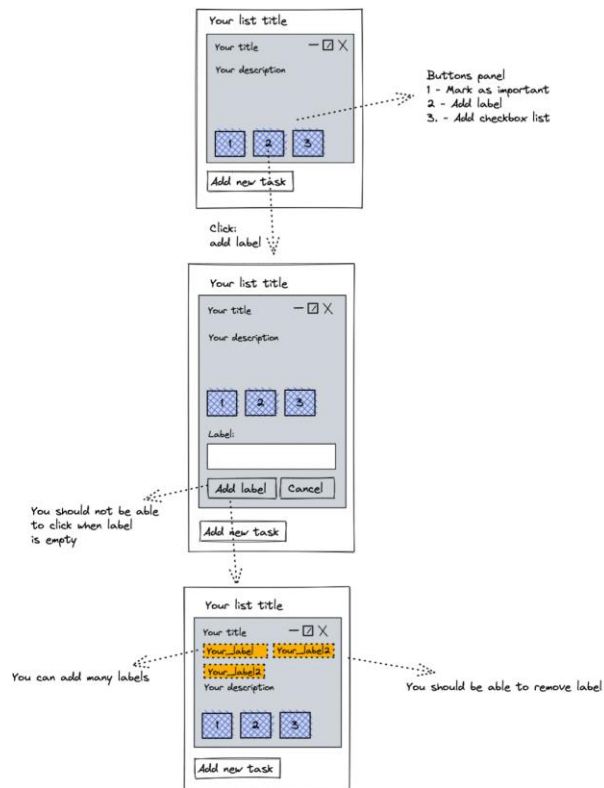 Your list title
Your title
Your description
1 2 3
Add new task
Buttons panel
1 - Mark as important
2 - Add label
3. - Add checkbox list
Click:
add label
Your list title
Your title
Your description
1 2 3
Label:
Add label Cancel
Add new task
You should not be able
to click when label
is empty
Your list title
Your title
Your_label Your_label2
Your_label2
Your description
1 2 3
Add new task
You can add many labels
You should be able to remove label